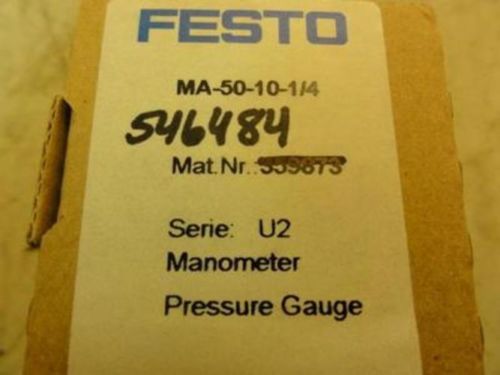 FESTO
MA-50-10-1/4
546484
Mat.Nr.:
Serie: U2
Manometer
Pressure Gauge